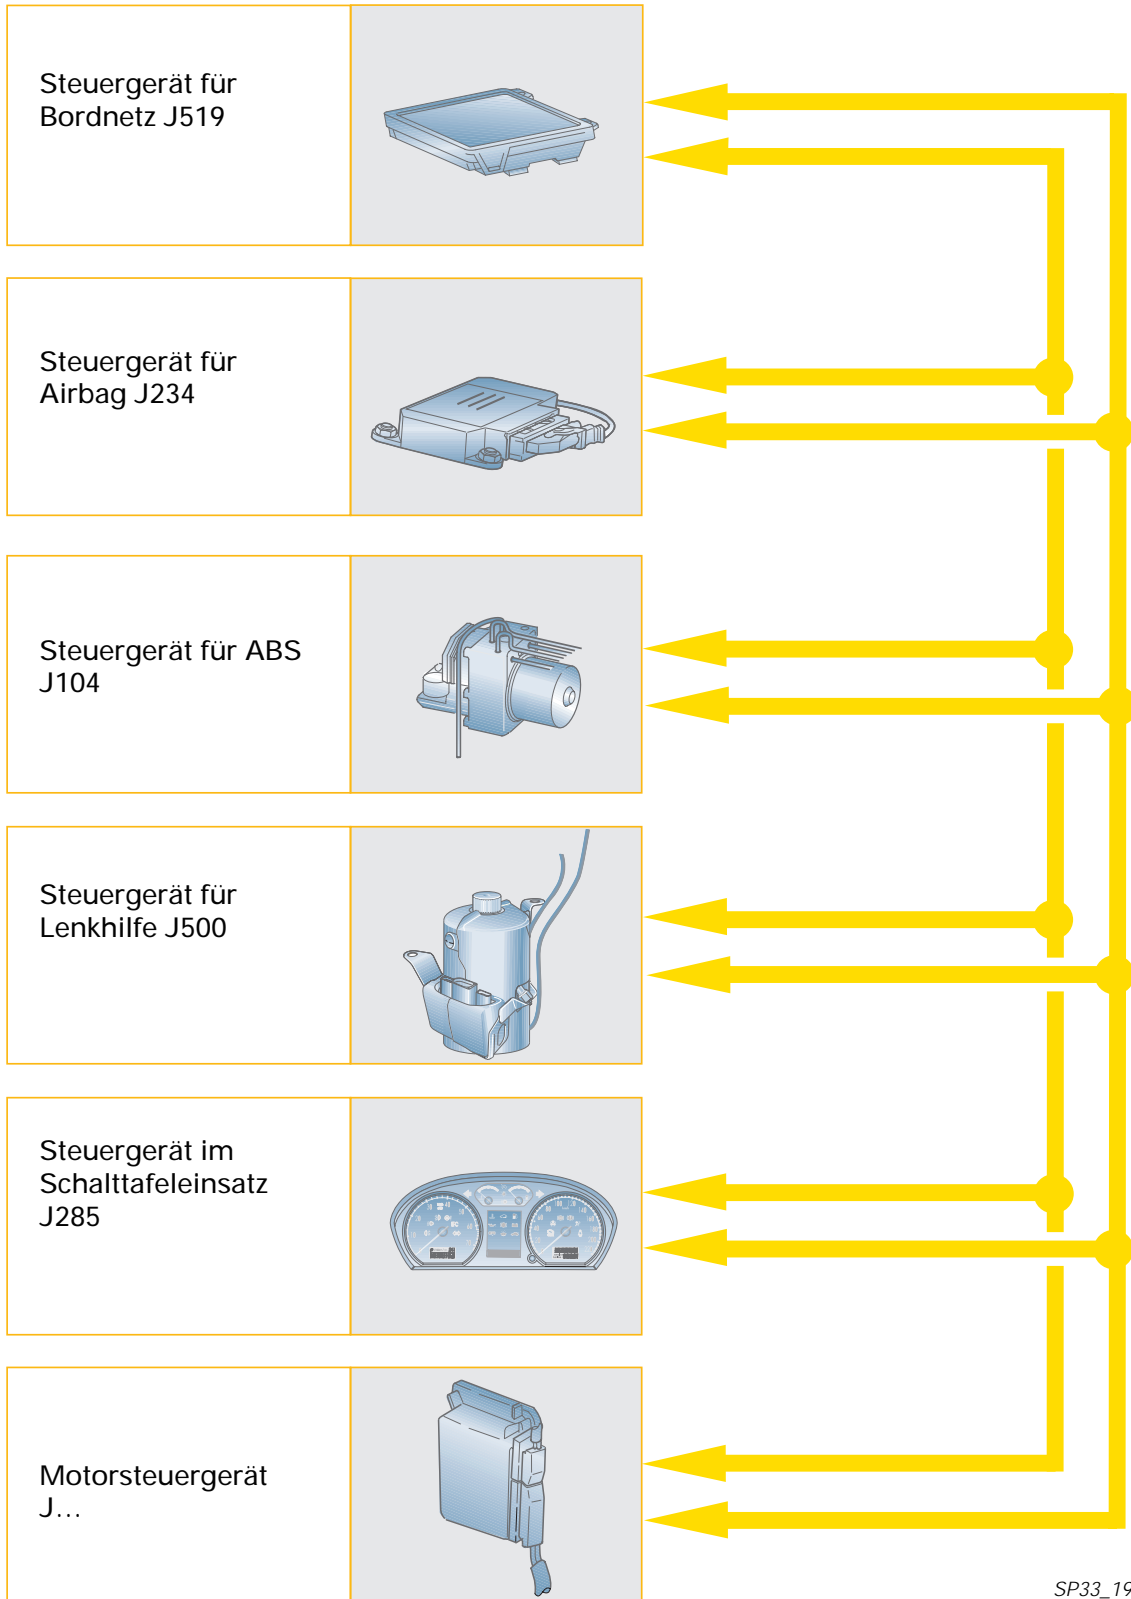 Steuergerät für
Bordnetz J519
Steuergerät für
Airbag J234
Steuergerät für ABS
J104
Steuergerät für
Lenkhilfe J500
Steuergerät im
Schalttafeleinsatz
J285
Motorsteuergerät
J...
SP33_19